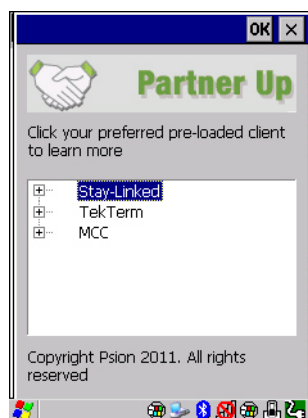 OK ×
Partner Up
Click your preferred pre-loaded client
to learn more
Stay-Linked
TekTerm
MCC
Copyright Psion 2011. All rights
reserved